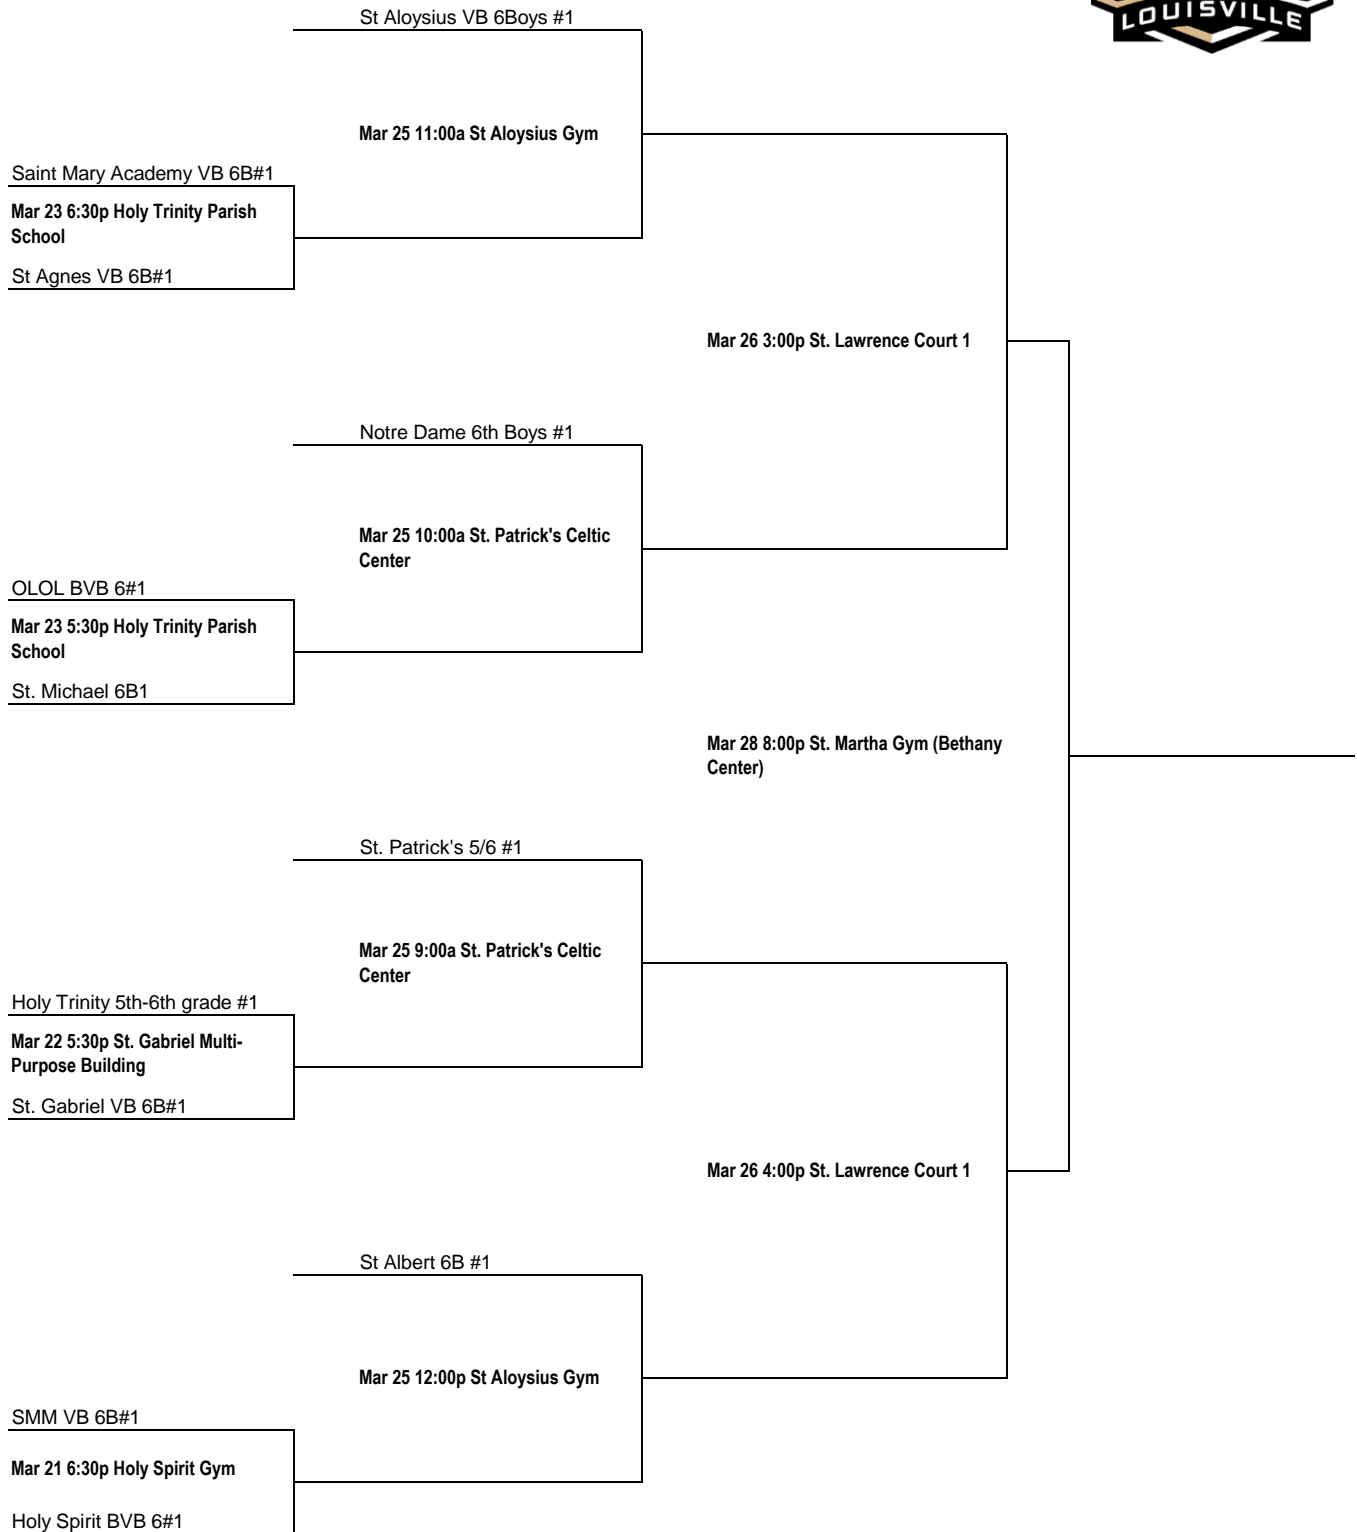 LOUISVILLE
St Aloysius VB 6Boys #1
Mar 25 11:00a St Aloysius Gym
Saint Mary Academy VB 6B#1
Mar 23 6:30p Holy Trinity Parish
School
St Agnes VB 6B#1
Mar 26 3:00p St. Lawrence Court 1
Notre Dame 6th Boys #1
Mar 25 10:00a St. Patrick's Celtic
Center
OLOL BVB 6#1
Mar 23 5:30p Holy Trinity Parish
School
St. Michael 6B1
Mar 28 8:00p St. Martha Gym (Bethany
Center)
St. Patrick's 5/6 #1
Mar 25 9:00a St. Patrick's Celtic
Center
Holy Trinity 5th-6th grade #1
Mar 22 5:30p St. Gabriel Multi-
Purpose Building
St. Gabriel VB 6B#1
Mar 26 4:00p St. Lawrence Court 1
St Albert 6B #1
Mar 25 12:00p St Aloysius Gym
SMM VB 6B#1
Mar 21 6:30p Holy Spirit Gym
Holy Spirit BVB 6#1